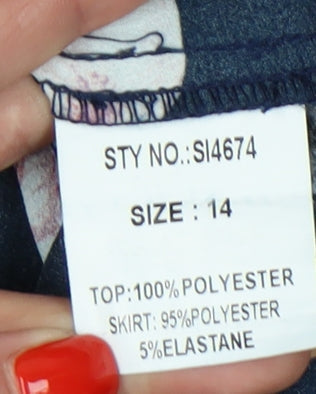 STY NO.:SI4674
SIZE : 14
TOP:100%POLYESTER
SKIRT: 95%POLYESTER
5%ELASTANE